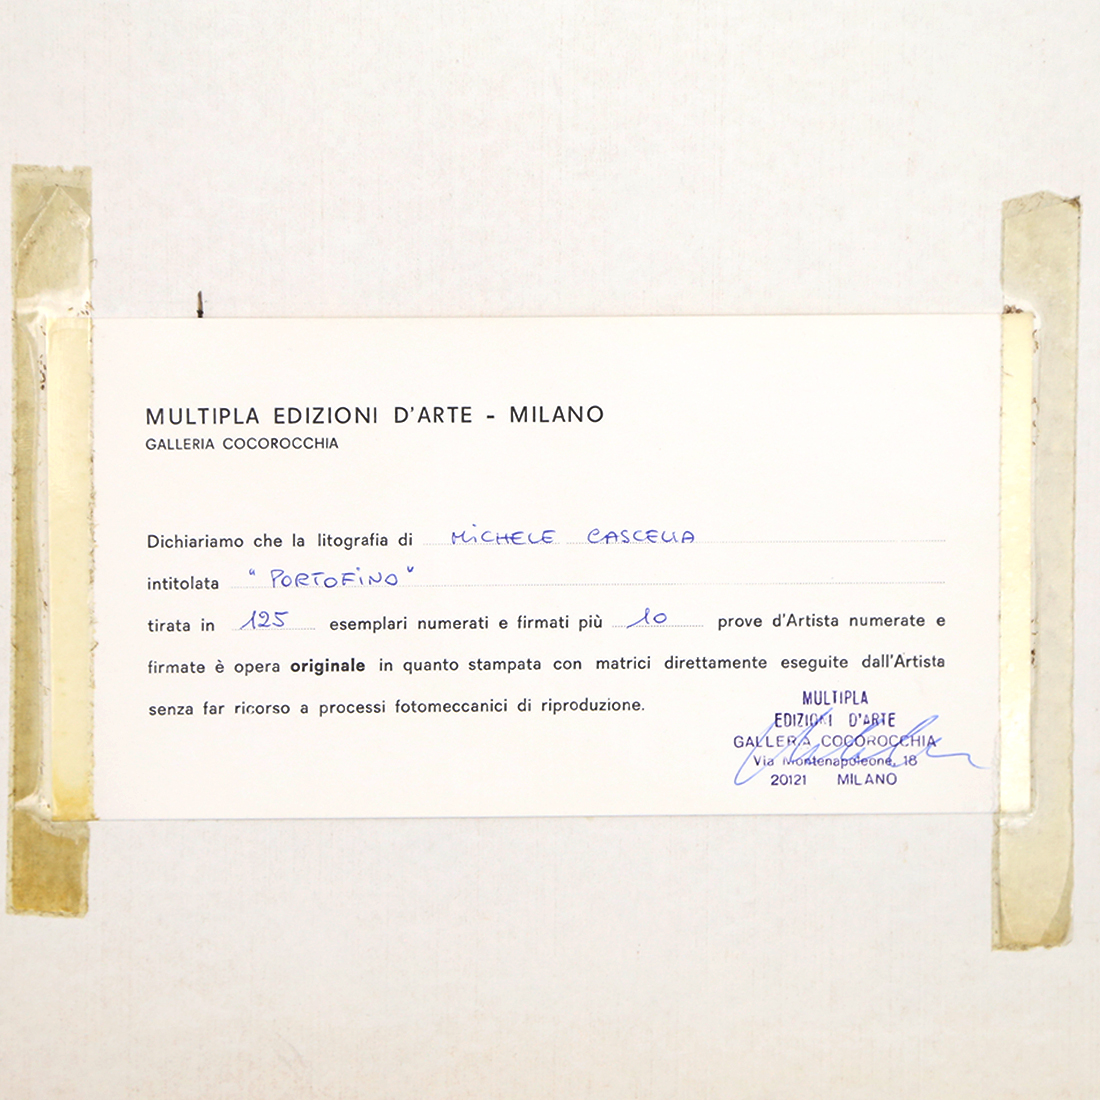 MULTIPLA EDIZIONI D'ARTE - MILANO
GALLERIA COCOROCCHIA
Dichiariamo che la litografia di MICHELE CASCELLA
intitolata "PORTOFINO"
tirata in 125 esemplari numerati e firmati più 10 prove d'Artista numerate e
firmate è opera originale in quanto stampata con matrici direttamente eseguite dall'Artista
senza far ricorso a processi fotomeccanici di riproduzione.
MULTIPLA
EDIZIONI D'ARTE
GALLERIA COCOROCCHIA
Via Montenapoleone, 18
20121 MILANO